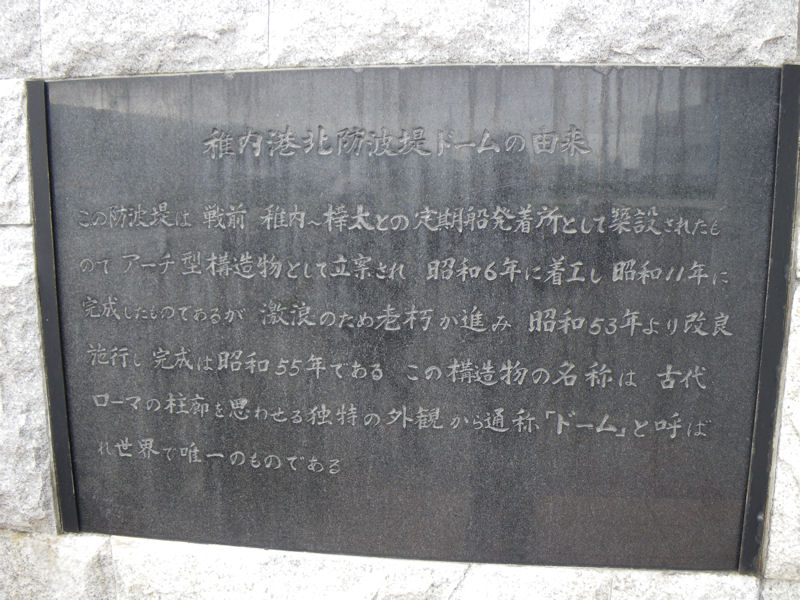 稚内港北防波堤ドームの由来
この防波堤は 戦前 稚内〜樺太との定期船発着所として築設されたも
のて アーチ型構造物として立案され 昭和6年に着工し 昭和11年に
完成したものであるが 激浪のため老朽が進み 昭和53年より改良
施行し 完成は昭和55年である この構造物の名称は 古代
ローマの柱廊を思わせる独特の外観から通称「ドーム」と呼ば
れ世界で唯一のものである